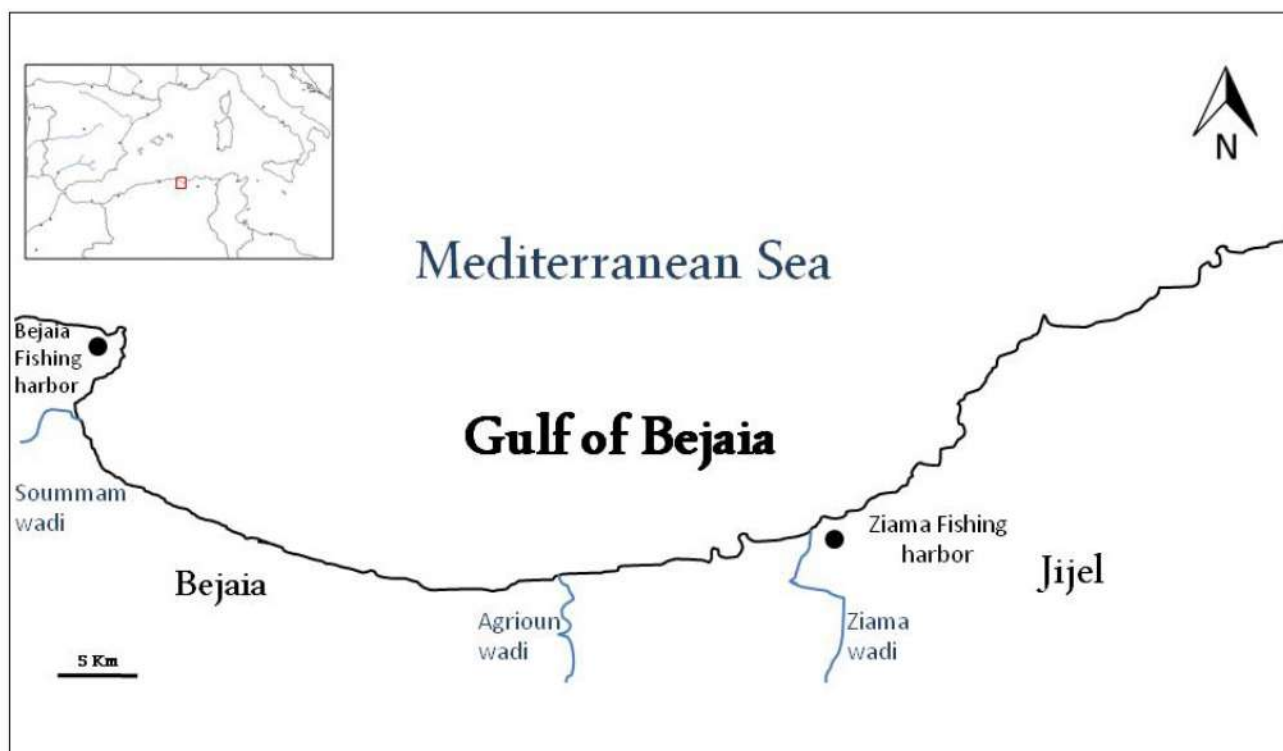 N
Mediterranean Sea
Bejaia
Fishing
harbor
Gulf of Bejaia
Soummam
wadi
Ziama Fishing
harbor
Bejaia
Jijel
Agrioun
wadi
Ziama
wadi
5 Km